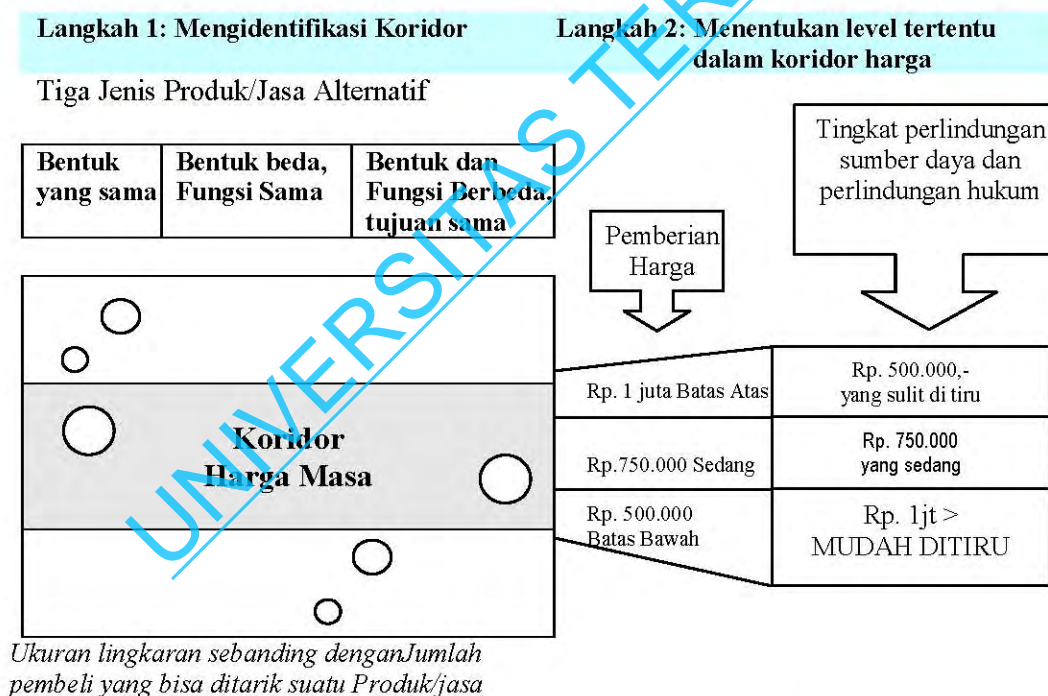 Langkah 1: Mengidentifikasi Koridor
Langkah 2: Menentukan level tertentu
dalam koridor harga
Tiga Jenis Produk/Jasa Alternatif
Bentuk
yang sama
Bentuk beda,
Fungsi Sama
Bentuk dan
Fungsi Berbeda,
tujuan sama
Pemberian
Harga
Tingkat perlindungan
sumber daya dan
perlindungan hukum
Koridor
Harga Masa
Rp. 1 juta Batas Atas
Rp.750.000 Sedang
Rp. 500.000
Batas Bawah
Rp. 500.000,-
yang sulit di tiru
Rp. 750.000
yang sedang
Rp. 1jt >
MUDAH DITIRU
Ukuran lingkaran sebanding denganJumlah
pembeli yang bisa ditarik suatu Produk/jasa
UNIVERSITAS TER